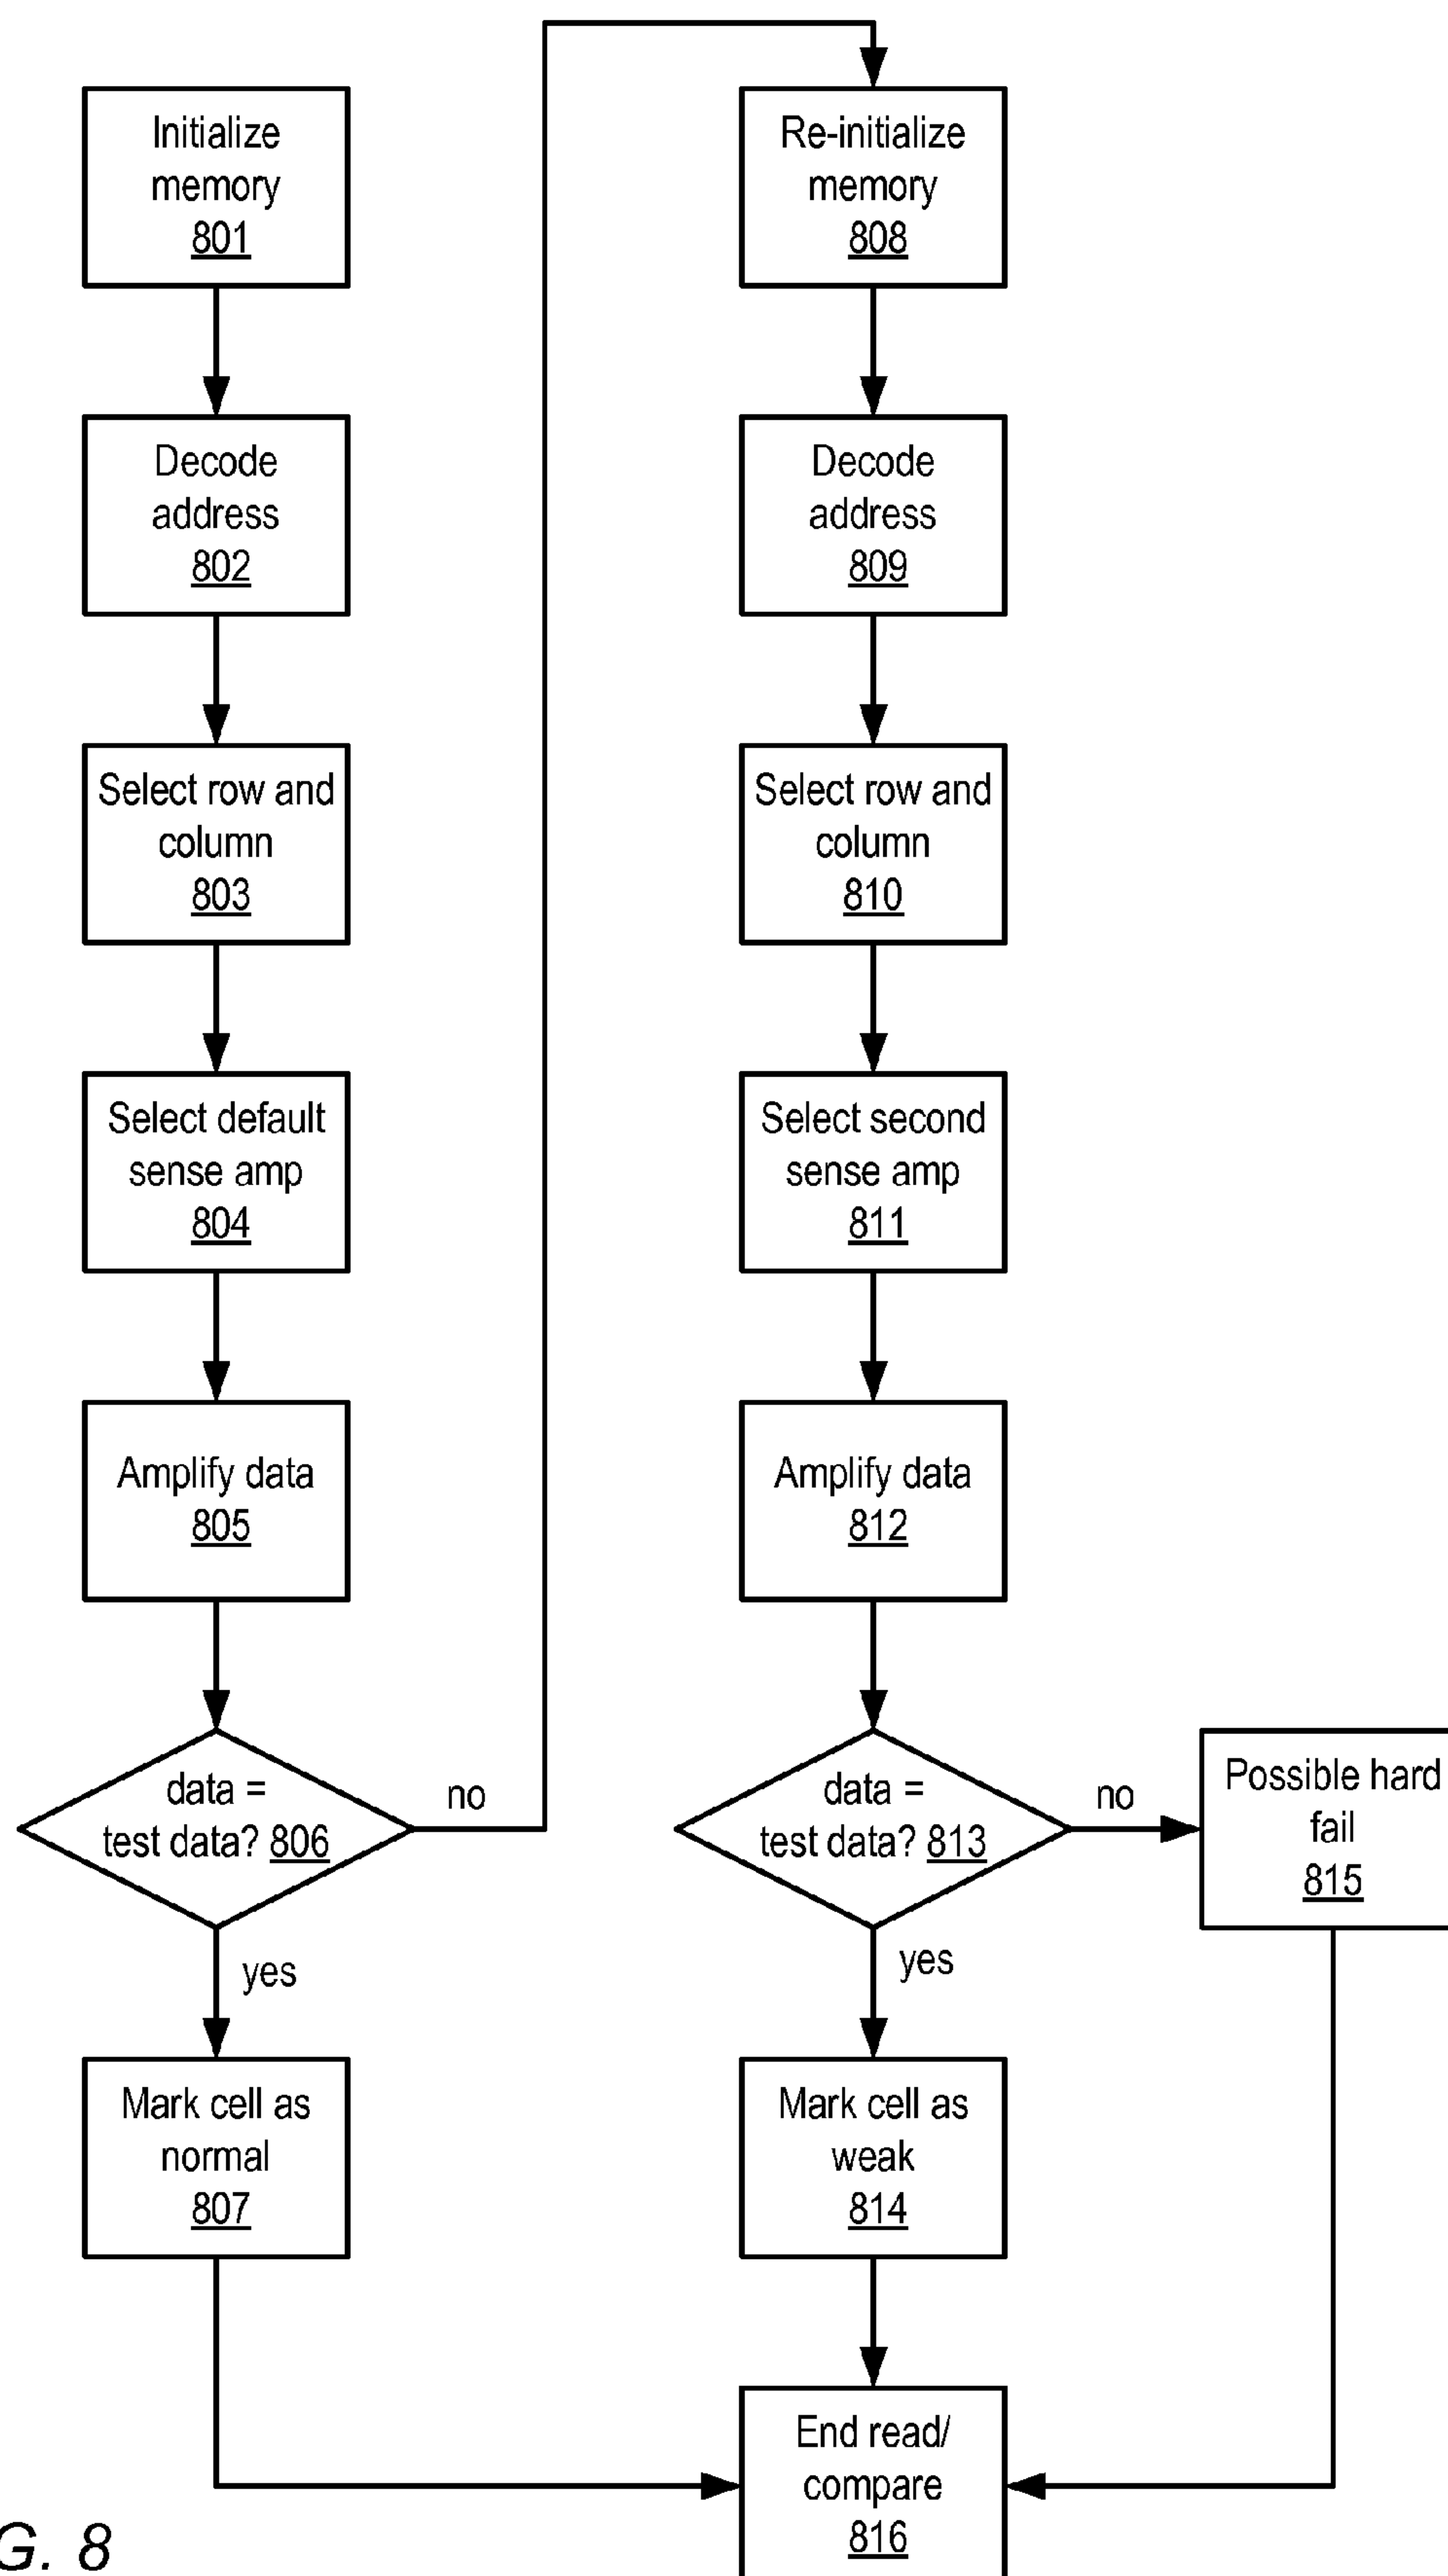 Initialize
memory
801
Decode
address
802
Select row and
column
803
Select default
sense amp
804
Amplify data
805
data =
test data? 806
no
yes
Mark cell as
normal
807
Re-initialize
memory
808
Decode
address
809
Select row and
column
810
Select second
sense amp
811
Amplify data
812
data =
test data? 813
no
yes
Possible hard
fail
815
Mark cell as
weak
814
End read/
compare
816
G. 8